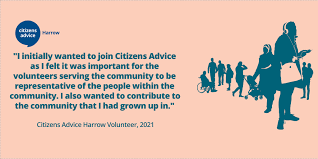 citizens
advice
Harrow
"I initially wanted to join Citizens Advice
as I felt it was important for the
volunteers serving the community to be
representative of the people within the
community. I also wanted to contribute to
the community that I had grown up in."
Citizens Advice Harrow Volunteer, 2021